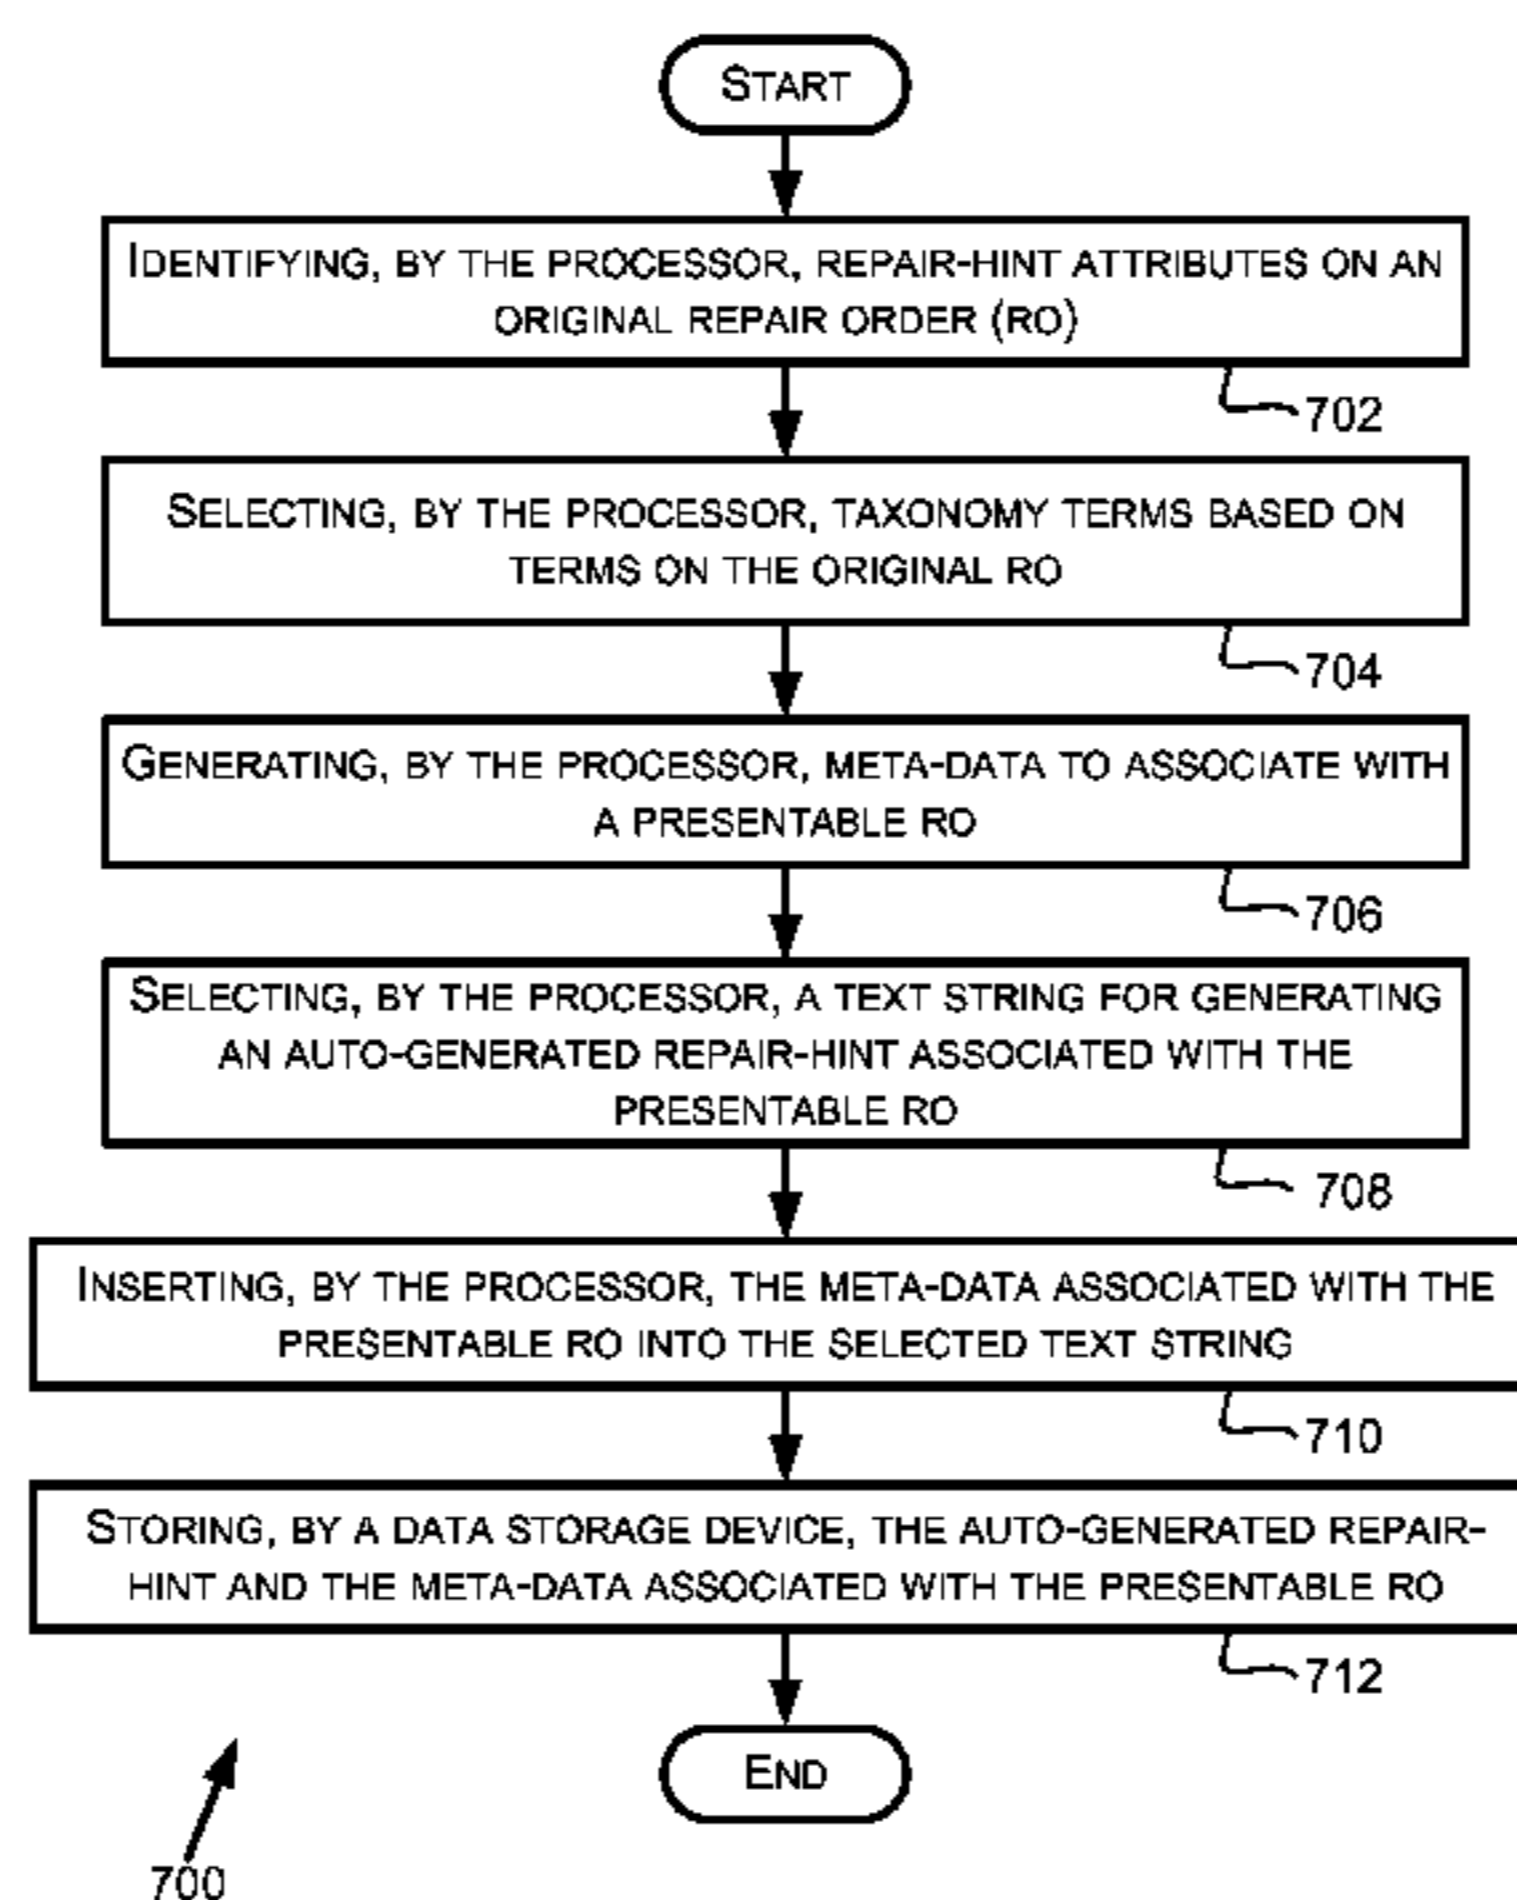 START
IDENTIFYING, BY THE PROCESSOR, REPAIR-HINT ATTRIBUTES ON AN
ORIGINAL REPAIR ORDER (RO)
702
SELECTING, BY THE PROCESSOR, TAXONOMY TERMS BASED ON
TERMS ON THE ORIGINAL RO
704
GENERATING, BY THE PROCESSOR, META-DATA TO ASSOCIATE WITH
A PRESENTABLE RO
706
SELECTING, BY THE PROCESSOR, A TEXT STRING FOR GENERATING
AN AUTO-GENERATED REPAIR-HINT ASSOCIATED WITH THE
PRESENTABLE RO
708
INSERTING, BY THE PROCESSOR, THE META-DATA ASSOCIATED WITH THE
PRESENTABLE RO INTO THE SELECTED TEXT STRING
710
STORING, BY A DATA STORAGE DEVICE, THE AUTO-GENERATED REPAIR-
HINT AND THE META-DATA ASSOCIATED WITH THE PRESENTABLE RO
712
END
700